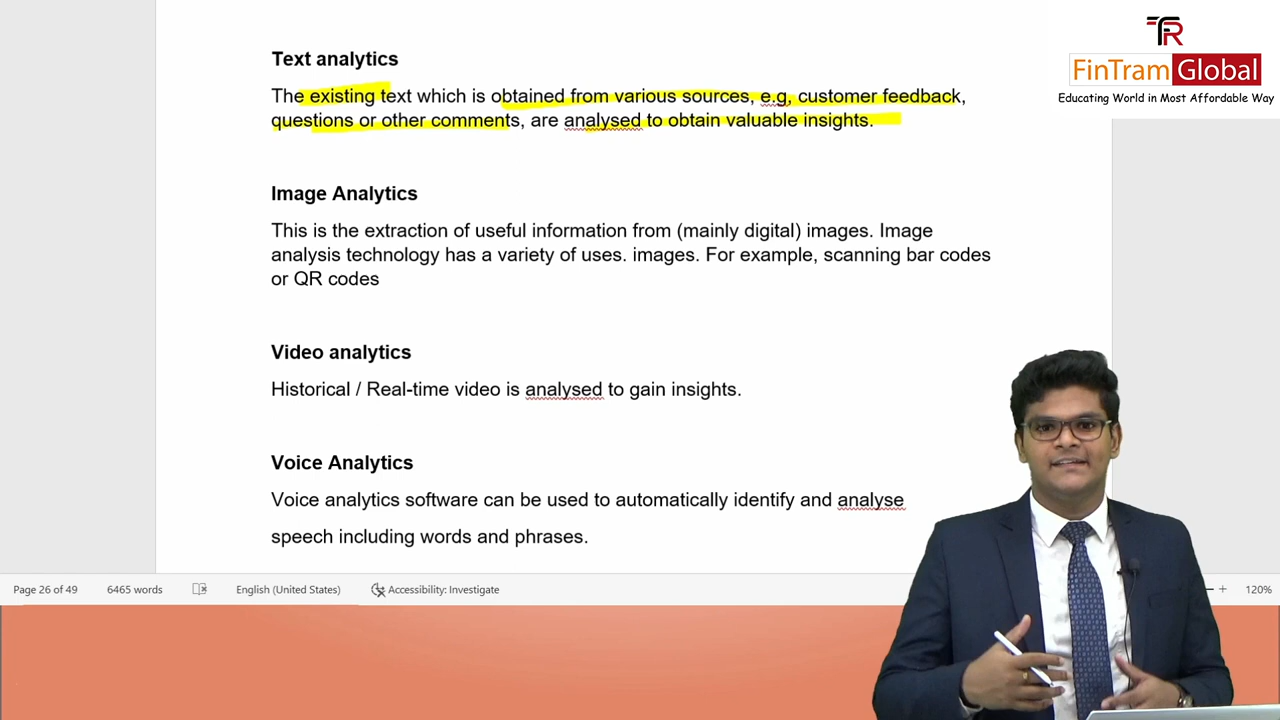 Text analytics
The existing text which is obtained from various sources, e.g, customer feedback,
questions or other comments, are analysed to obtain valuable insights.
Image Analytics
This is the extraction of useful information from (mainly digital) images. Image
analysis technology has a variety of uses. images. For example, scanning bar codes
or QR codes
Video analytics
Historical / Real-time video is analysed to gain insights.
Voice Analytics
Voice analytics software can be used to automatically identify and analyse
speech including words and phrases.
Page 26 of 49 6465 words English (United States) Accessibility: Investigate 120%
FinTram Global
Educating World in Most Affordable Way